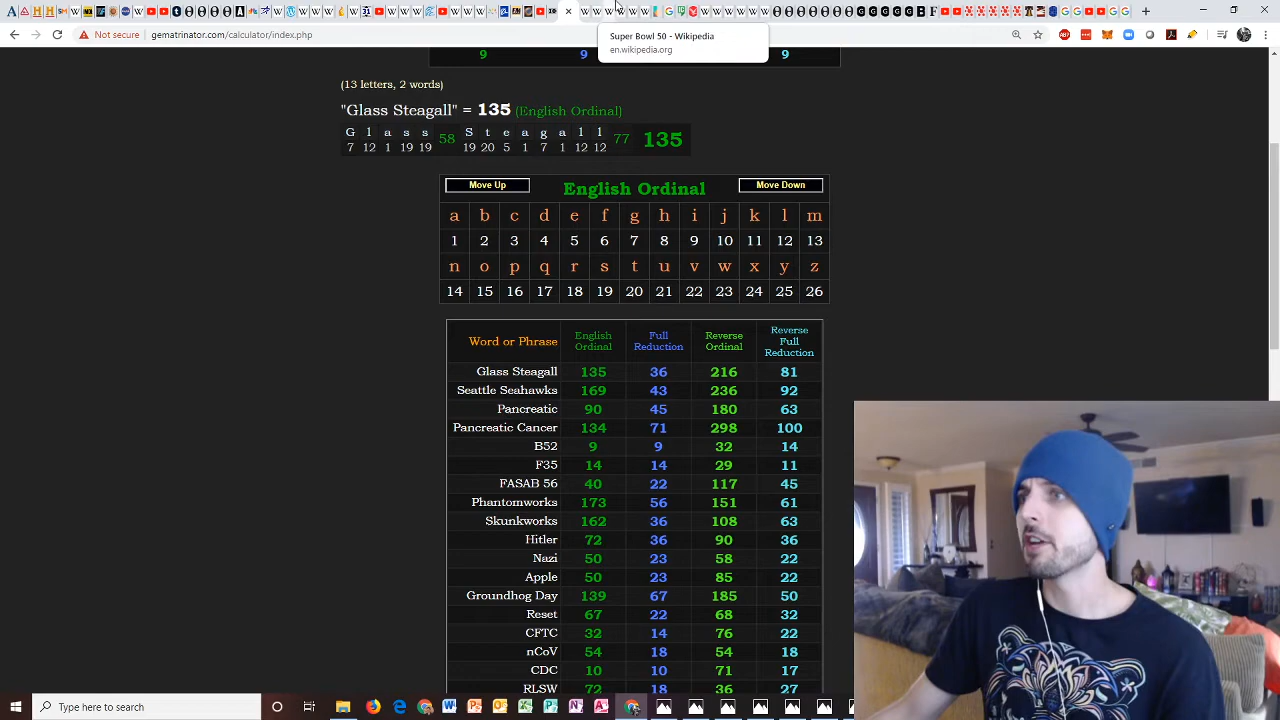 Super Bowl 50 - Wikipedia
en.wikipedia.org
Not secure | gematrinator.com/calculator/index.php
9 9 9
(13 letters, 2 words)
"Glass Steagall" = 135 (English Ordinal)
G l a s s 58 S t e a g a l l 77 135
7 12 1 19 19 19 20 5 1 7 1 12 12
Move Up English Ordinal Move Down
a b c d e f g h i j k l m
1 2 3 4 5 6 7 8 9 10 11 12 13
n o p q r s t u v w x y z
14 15 16 17 18 19 20 21 22 23 24 25 26
Word or Phrase English Ordinal Full Reduction Reverse Ordinal Reverse Full Reduction
Glass Steagall 135 36 216 81
Seattle Seahawks 169 43 236 92
Pancreatic 90 45 180 63
Pancreatic Cancer 134 71 298 100
B52 9 9 32 14
F35 14 14 29 11
FASAB 56 40 22 117 45
Phantomworks 173 56 151 61
Skunkworks 162 36 108 63
Hitler 72 36 90 36
Nazi 50 23 58 22
Apple 50 23 85 22
Groundhog Day 139 67 185 50
Reset 67 22 68 32
CFTC 32 14 76 22
nCoV 54 18 54 18
CDC 10 10 71 17
RLSW 72 18 36 27
Type here to search